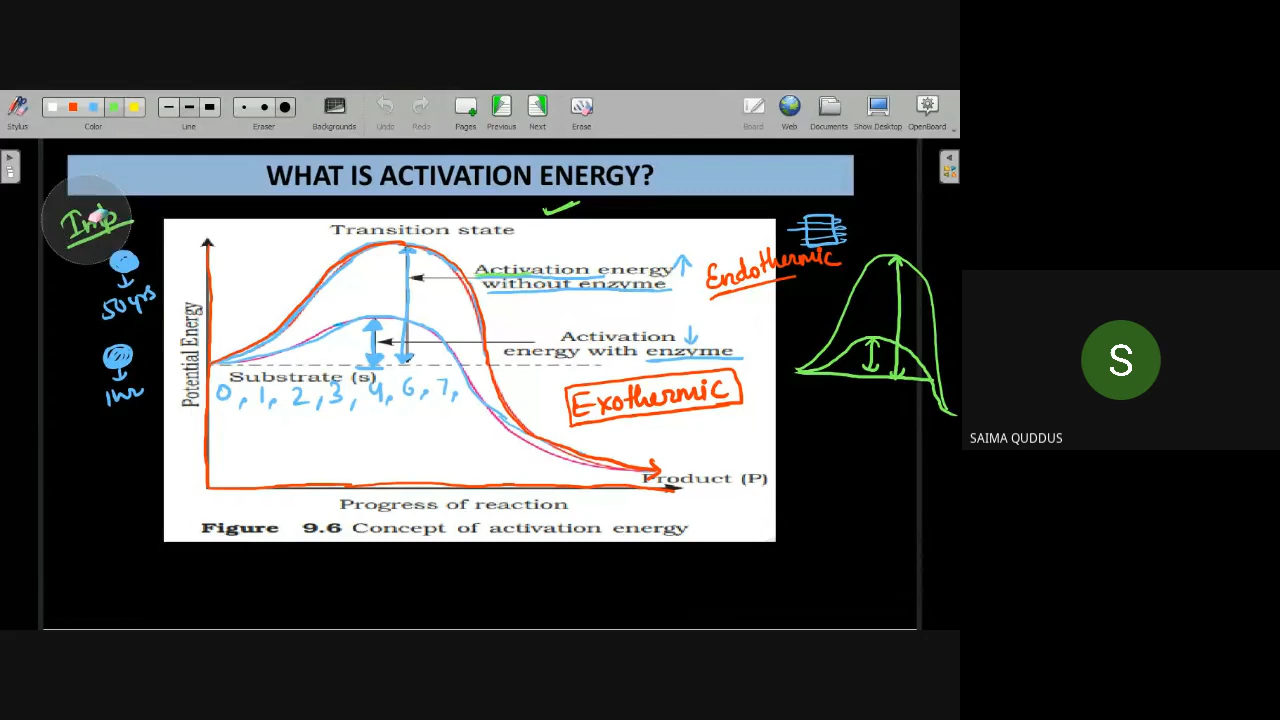 Stylus
Color
Line
Eraser
Backgrounds
Undo
Redo
Pages
Previous
Next
Erase
Board
Web
Documents
Show Desktop
OpenBoard
WHAT IS ACTIVATION ENERGY?
Imp
50 yrs
1hr
Transition state
Activation energy
without enzyme
Endothermic
Activation
energy with enzyme
Potential Energy
Substrate (s)
0, 1, 2, 3, 4, 6, 7,
Exothermic
Product (P)
Progress of reaction
Figure 9.6 Concept of activation energy
S
SAIMA QUDDUS